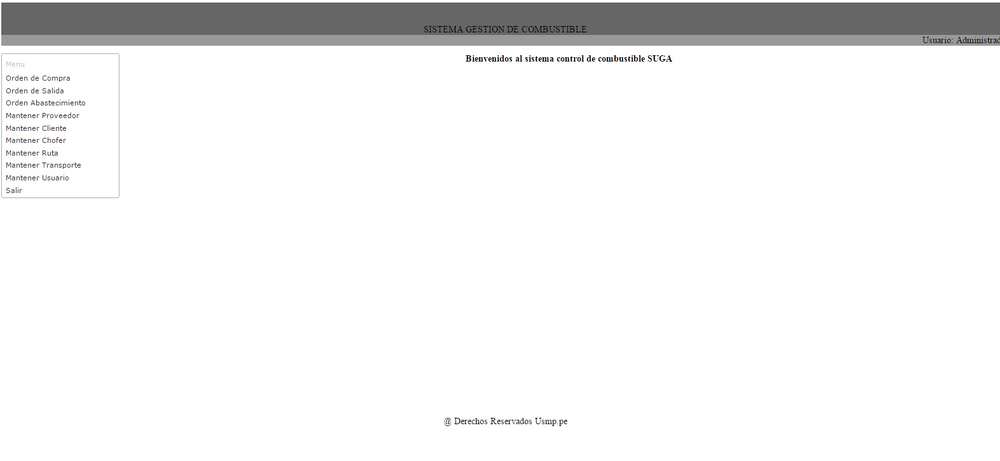 SISTEMA GESTION DE COMBUSTIBLE
Usuario: Administrad
Menu
Orden de Compra
Orden de Salida
Orden Abastecimiento
Mantener Proveedor
Mantener Cliente
Mantener Chofer
Mantener Ruta
Mantener Transporte
Mantener Usuario
Salir
Bienvenidos al sistema control de combustible SUGA
@ Derechos Reservados Usmp.pe